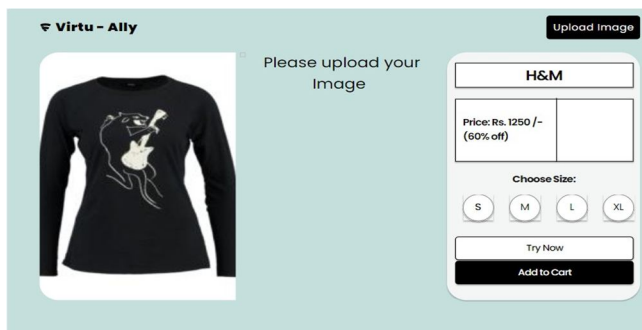 Virtu - Ally
Upload Image
Please upload your
Image
H&M
Price: Rs. 1250 /-
(60% off)
Choose Size:
S M L XL
Try Now
Add to Cart